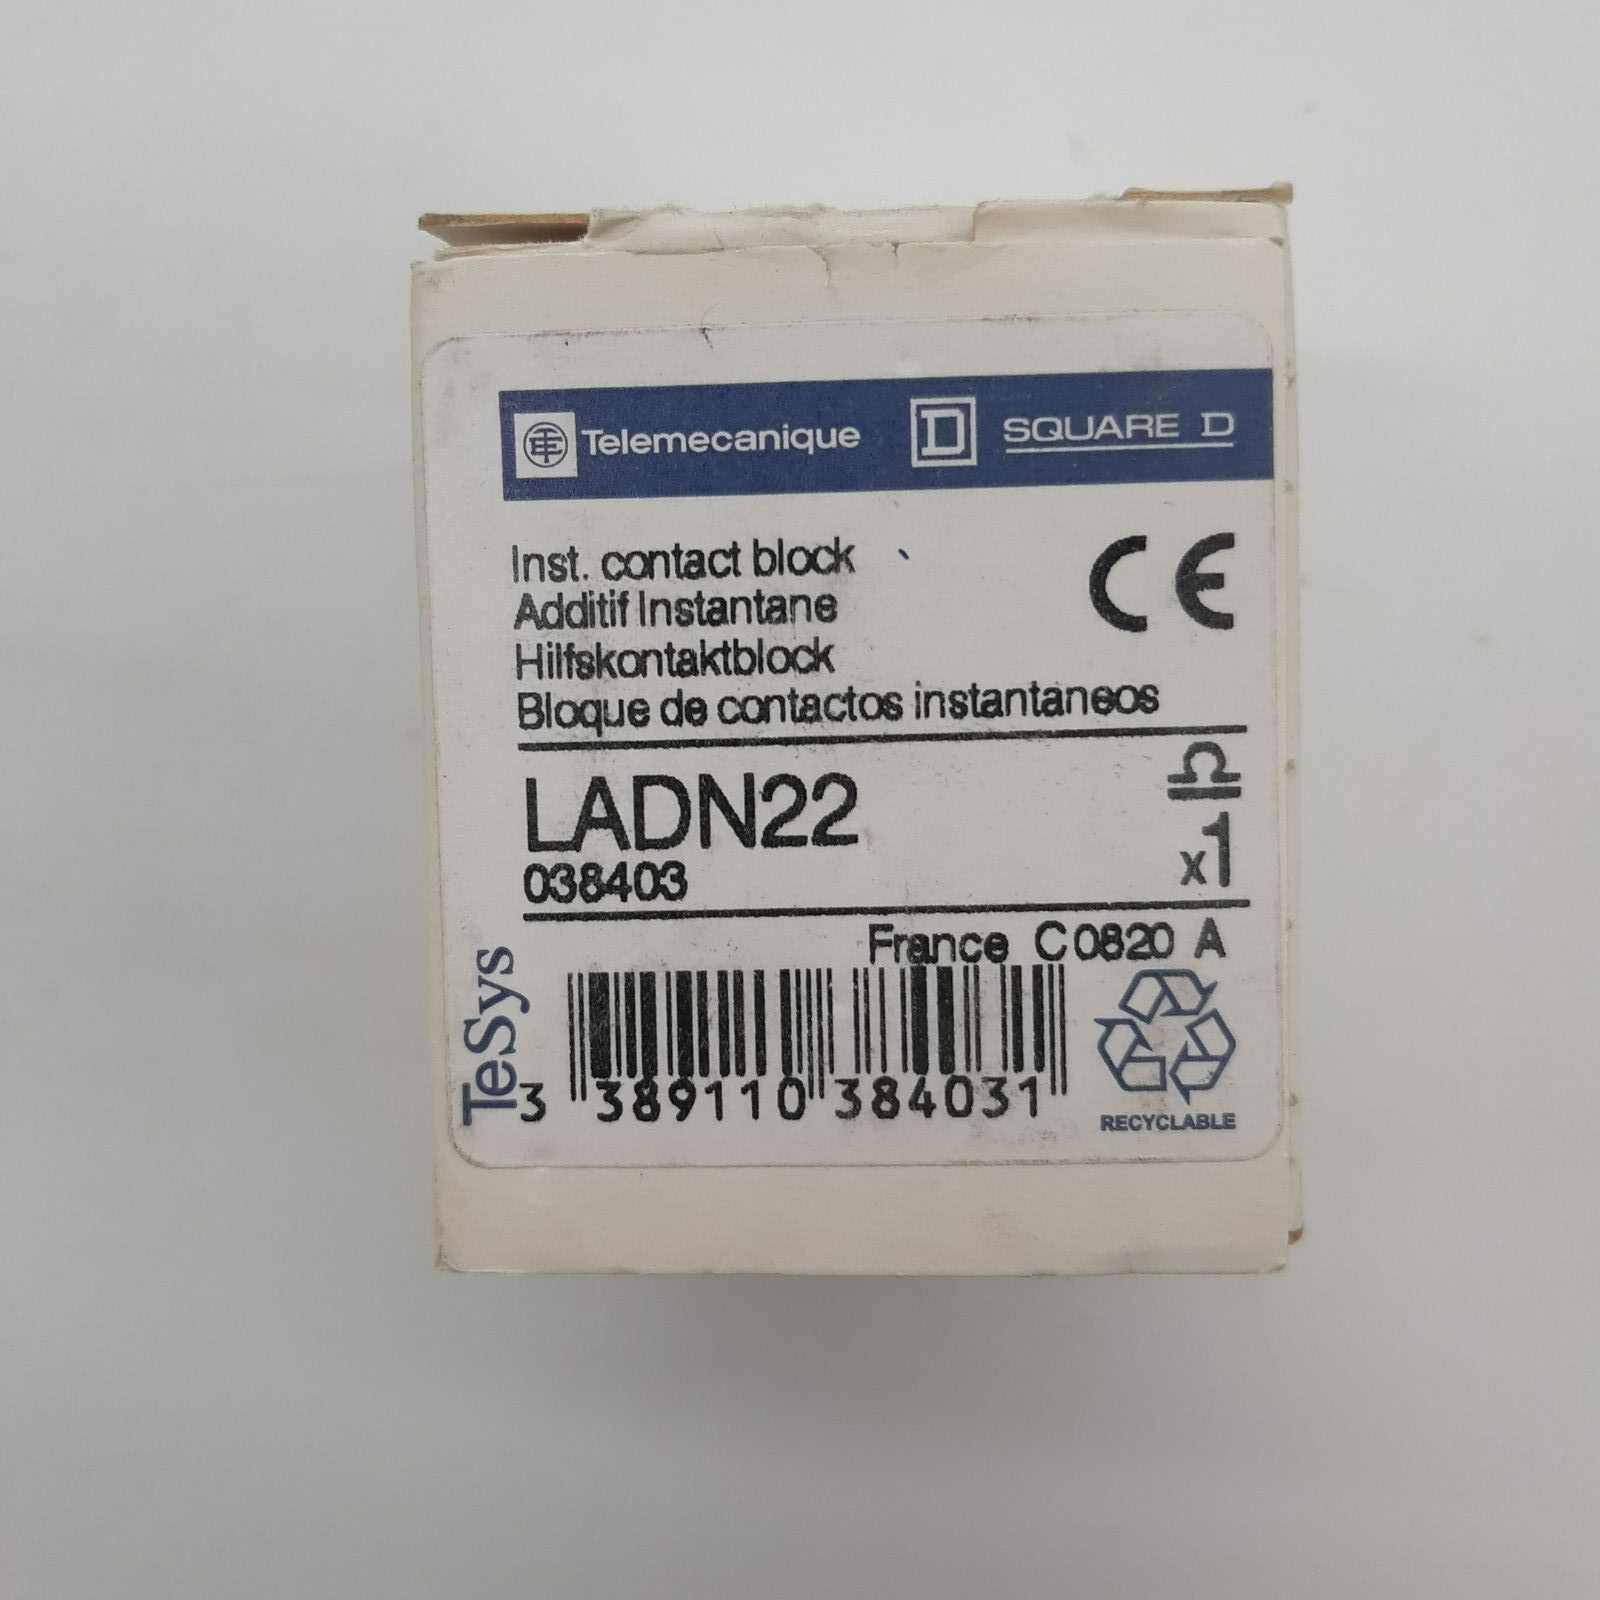 Telemecanique D SQUARE D
Inst. contact block
Additif Instantane
Hilfskontaktblock
Bloque de contactos instantaneos
CE
LADN22
038403
x1
France C0820 A
TeSys
3 389110 384031
RECYCLABLE